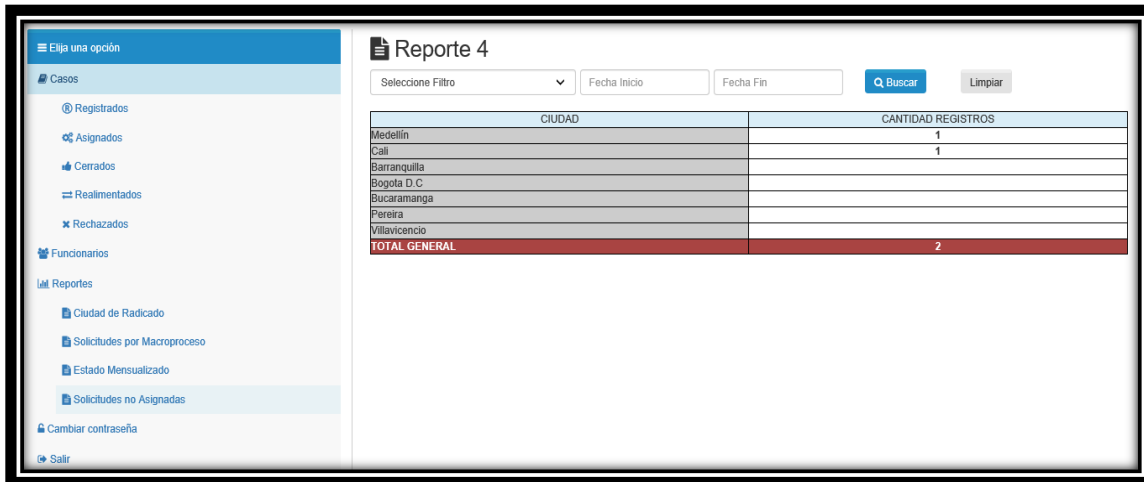 Elija una opción
Casos
Registrados
Asignados
Cerrados
Realimentados
Rechazados
Funcionarios
Reportes
Ciudad de Radicado
Solicitudes por Macroproceso
Estado Mensualizado
Solicitudes no Asignadas
Cambiar contraseña
Salir
Reporte 4
Seleccione Filtro Fecha Inicio Fecha Fin Buscar Limpiar
CIUDAD CANTIDAD REGISTROS
Medellín 1
Cali 1
Barranquilla
Bogota D.C
Bucaramanga
Pereira
Villavicencio
TOTAL GENERAL 2